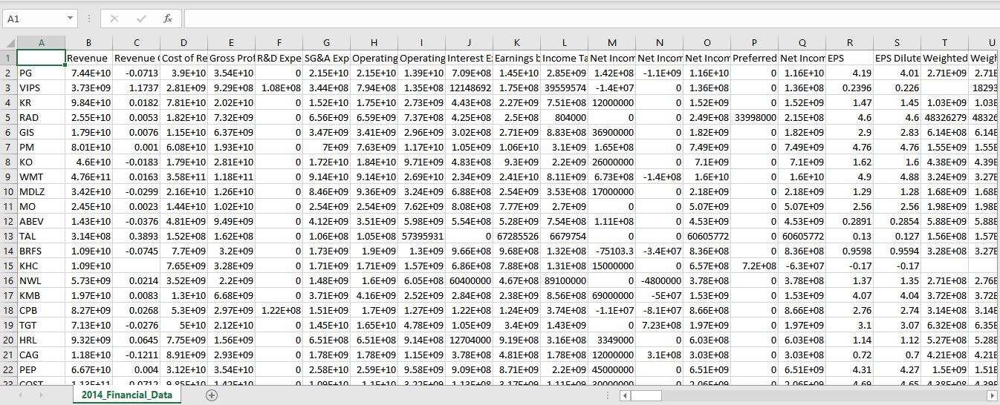 A1 fx
A B C D E F G H I J K L M N O P Q R S T U
1 Revenue Revenue G Cost of Re Gross Prof R&D Expe SG&A Exp Operating Operating Interest Ex Earnings b Income Ta Net Incom Net Incom Net Incom Preferred Net Incom EPS EPS Dilute Weighted Weigh
2 PG 7.44E+10 -0.0713 3.9E+10 3.54E+10 0 2.15E+10 2.15E+10 1.39E+10 7.09E+08 1.45E+10 2.85E+09 1.42E+08 -1.1E+09 1.16E+10 0 1.16E+10 4.19 4.01 2.71E+09 2.71E
3 VIPS 3.73E+09 1.1737 2.81E+09 9.29E+08 1.08E+08 3.44E+08 7.94E+08 1.35E+08 12148692 1.75E+08 39559574 -1.4E+07 0 1.36E+08 0 1.36E+08 0.2396 0.226 18293
4 KR 9.84E+10 0.0182 7.81E+10 2.02E+10 0 1.52E+10 1.75E+10 2.73E+09 4.43E+08 2.27E+09 7.51E+08 12000000 0 1.52E+09 0 1.52E+09 1.47 1.45 1.03E+09 1.03E
5 RAD 2.55E+10 0.0053 1.82E+10 7.32E+09 0 6.56E+09 6.59E+09 7.37E+08 4.25E+08 2.5E+08 804000 0 0 2.49E+08 33998000 2.15E+08 4.6 4.6 48326279 48326
6 GIS 1.79E+10 0.0076 1.15E+10 6.37E+09 0 3.47E+09 3.41E+09 2.96E+09 3.02E+08 2.71E+09 8.83E+08 36900000 0 1.82E+09 0 1.82E+09 2.9 2.83 6.14E+08 6.14E
7 PM 8.01E+10 0.001 6.08E+10 1.93E+10 0 7E+09 7.63E+09 1.17E+10 1.05E+09 1.06E+10 3.1E+09 1.65E+08 0 7.49E+09 0 7.49E+09 4.76 4.76 1.55E+09 1.55E
8 KO 4.6E+10 -0.0183 1.79E+10 2.81E+10 0 1.72E+10 1.84E+10 9.71E+09 4.83E+08 9.3E+09 2.2E+09 26000000 0 7.1E+09 0 7.1E+09 1.62 1.6 4.38E+09 4.39E
9 WMT 4.76E+11 0.0163 3.58E+11 1.18E+11 0 9.14E+10 9.14E+10 2.69E+10 2.34E+09 2.41E+10 8.11E+09 6.73E+08 -1.4E+08 1.6E+10 0 1.6E+10 4.9 4.88 3.24E+09 3.27E
10 MDLZ 3.42E+10 -0.0299 2.16E+10 1.26E+10 0 8.46E+09 9.36E+09 3.24E+09 6.88E+08 2.54E+09 3.53E+08 17000000 0 2.18E+09 0 2.18E+09 1.29 1.28 1.68E+09 1.68E
11 MO 2.45E+10 0.0023 1.44E+10 1.02E+10 0 2.54E+09 2.54E+09 7.62E+09 8.08E+08 7.77E+09 2.7E+09 0 0 5.07E+09 0 5.07E+09 2.56 2.56 1.98E+09 1.98E
12 ABEV 1.43E+10 -0.0376 4.81E+09 9.49E+09 0 4.12E+09 3.51E+09 5.98E+09 5.54E+08 5.28E+09 7.54E+08 1.11E+08 0 4.53E+09 0 4.53E+09 0.2891 0.2854 5.88E+09 5.88E
13 TAL 3.14E+08 0.3893 1.52E+08 1.62E+08 0 1.06E+08 1.05E+08 57395931 0 67285526 6679754 0 0 60605772 0 60605772 0.13 0.127 1.56E+08 1.57E
14 BRFS 1.09E+10 -0.0745 7.7E+09 3.2E+09 0 1.73E+09 1.9E+09 1.3E+09 9.66E+08 9.68E+08 1.32E+08 -75103.3 -3.4E+07 8.36E+08 0 8.36E+08 0.9598 0.9594 3.28E+08 3.27E
15 KHC 1.09E+10 7.65E+09 3.28E+09 0 1.71E+09 1.71E+09 1.57E+09 6.86E+08 7.88E+08 1.31E+08 15000000 0 6.57E+08 7.2E+08 -6.3E+07 -0.17 -0.17
16 NWL 5.73E+09 0.0214 3.52E+09 2.2E+09 0 1.48E+09 1.6E+09 6.05E+08 60400000 4.67E+08 89100000 0 -4800000 3.78E+08 0 3.78E+08 1.37 1.35 2.71E+08 2.76E
17 KMB 1.97E+10 0.0083 1.3E+10 6.68E+09 0 3.71E+09 4.16E+09 2.52E+09 2.84E+08 2.38E+09 8.56E+08 69000000 -5E+07 1.53E+09 0 1.53E+09 4.07 4.04 3.72E+08 3.72E
18 CPB 8.27E+09 0.0268 5.3E+09 2.97E+09 1.22E+08 1.51E+09 1.7E+09 1.27E+09 1.22E+08 1.24E+09 3.74E+08 -1.1E+07 -8.1E+07 8.66E+08 0 8.66E+08 2.76 2.74 3.14E+08 3.14E
19 TGT 7.13E+10 -0.0276 5E+10 2.12E+10 0 1.45E+10 1.65E+10 4.78E+09 1.05E+09 3.4E+09 1.43E+09 0 7.23E+08 1.97E+09 0 1.97E+09 3.1 3.07 6.32E+08 6.35E
20 HRL 9.32E+09 0.0645 7.75E+09 1.56E+09 0 6.51E+08 6.51E+08 9.14E+08 12704000 9.19E+08 3.16E+08 3349000 0 6.03E+08 0 6.03E+08 1.14 1.12 5.27E+08 5.28E
21 CAG 1.18E+10 -0.1211 8.91E+09 2.93E+09 0 1.78E+09 1.78E+09 1.15E+09 3.78E+08 4.81E+08 1.78E+08 12000000 3.1E+08 3.03E+08 0 3.03E+08 0.72 0.7 4.21E+08 4.21E
22 PEP 6.67E+10 0.004 3.12E+10 3.54E+10 0 2.58E+10 2.59E+10 9.58E+09 9.09E+08 8.71E+09 2.2E+09 45000000 0 6.51E+09 0 6.51E+09 4.31 4.27 1.5E+09 1.51E
23 COST 1.13E+11 0.0712 9.85E+10 1.42E+10 0 1.09E+10 1.1E+10 3.22E+09 1.13E+08 3.17E+09 1.11E+09 30000000 0 2.06E+09 0 2.06E+09 4.69 4.65 4.38E+08
2014_Financial_Data